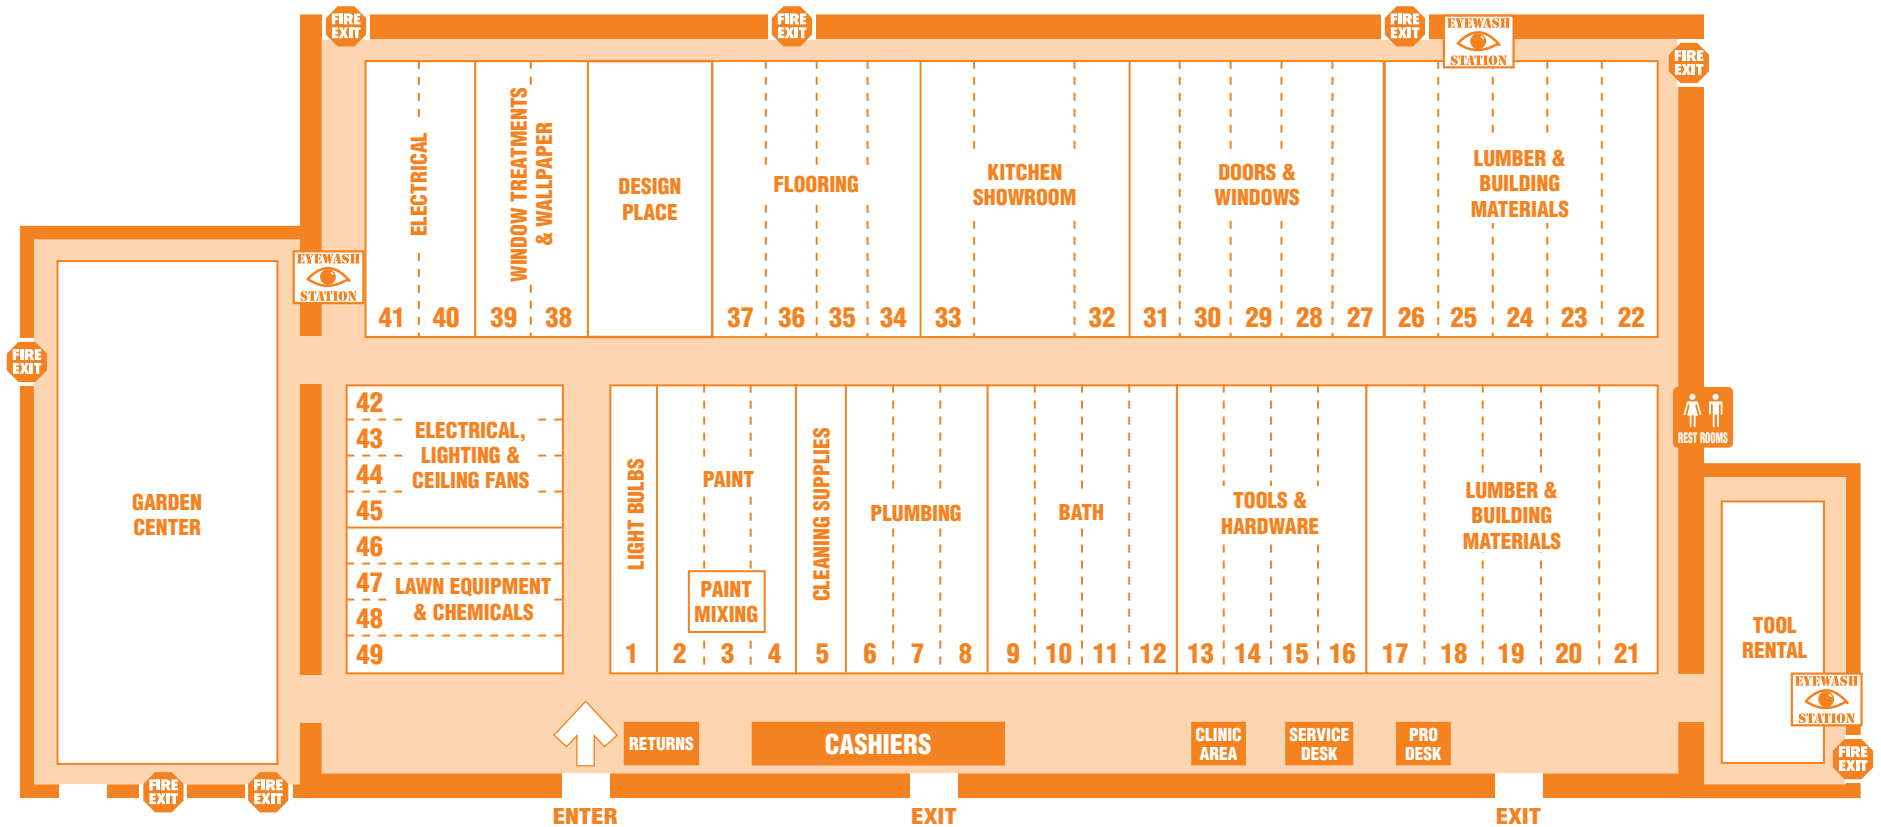 FIRE
EXIT
FIRE
EXIT
FIRE
EXIT
EYEWASH
STATION
FIRE
EXIT
ELECTRICAL
WINDOW TREATMENTS
& WALLPAPER
DESIGN
PLACE
FLOORING
KITCHEN
SHOWROOM
DOORS &
WINDOWS
LUMBER &
BUILDING
MATERIALS
EYEWASH
STATION
41 40 39 38 37 36 35 34 33 32 31 30 29 28 27 26 25 24 23 22
FIRE
EXIT
GARDEN
CENTER
42
43
44
45
ELECTRICAL,
LIGHTING &
CEILING FANS
46
47
48
49
LAWN EQUIPMENT
& CHEMICALS
LIGHT BULBS
PAINT
PAINT
MIXING
CLEANING SUPPLIES
PLUMBING
BATH
TOOLS &
HARDWARE
LUMBER &
BUILDING
MATERIALS
REST ROOMS
1 2 3 4 5 6 7 8 9 10 11 12 13 14 15 16 17 18 19 20 21
TOOL
RENTAL
EYEWASH
STATION
FIRE
EXIT
RETURNS
CASHIERS
CLINIC
AREA
SERVICE
DESK
PRO
DESK
FIRE
EXIT
FIRE
EXIT
ENTER
EXIT
EXIT